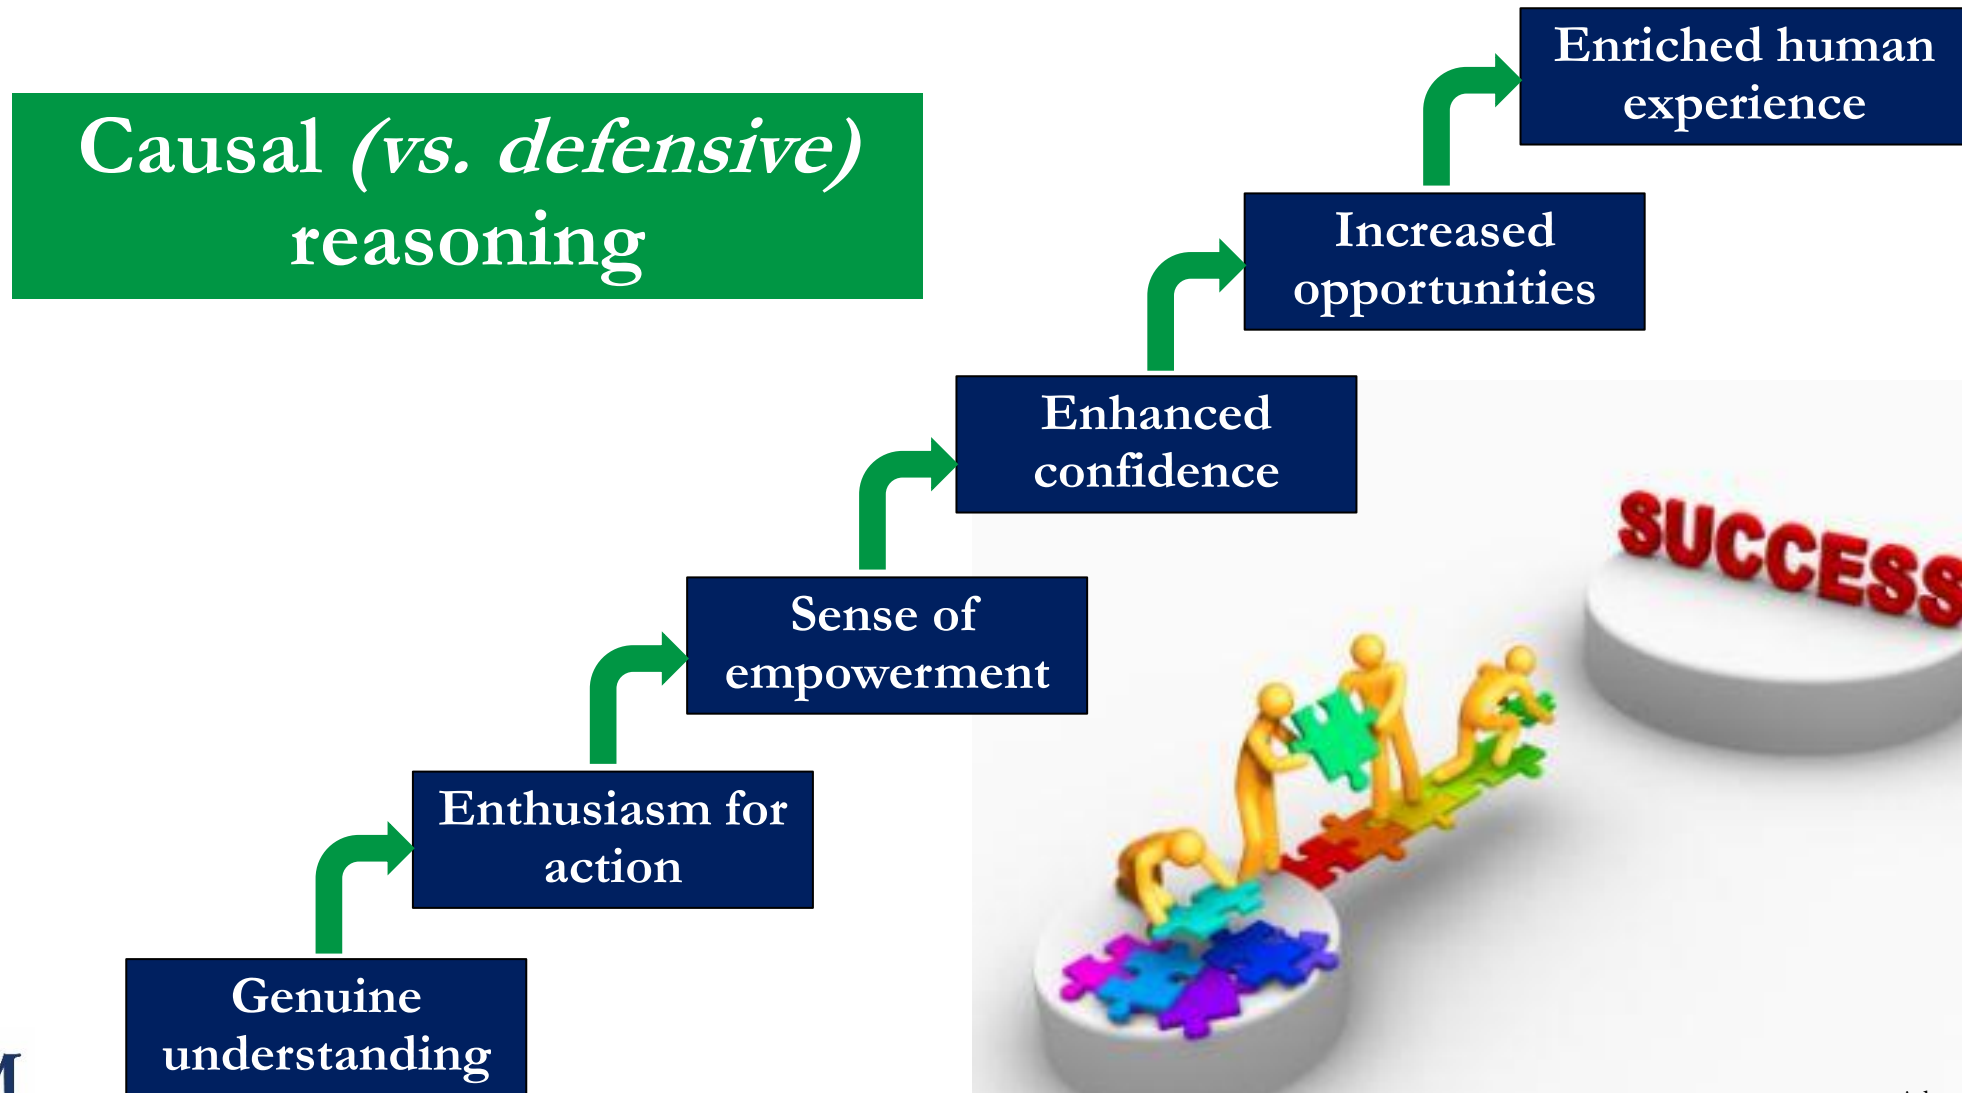 Causal (vs. defensive)
reasoning
Enriched human
experience
Increased
opportunities
Enhanced
confidence
Sense of
empowerment
Enthusiasm for
action
Genuine
understanding
SUCCESS